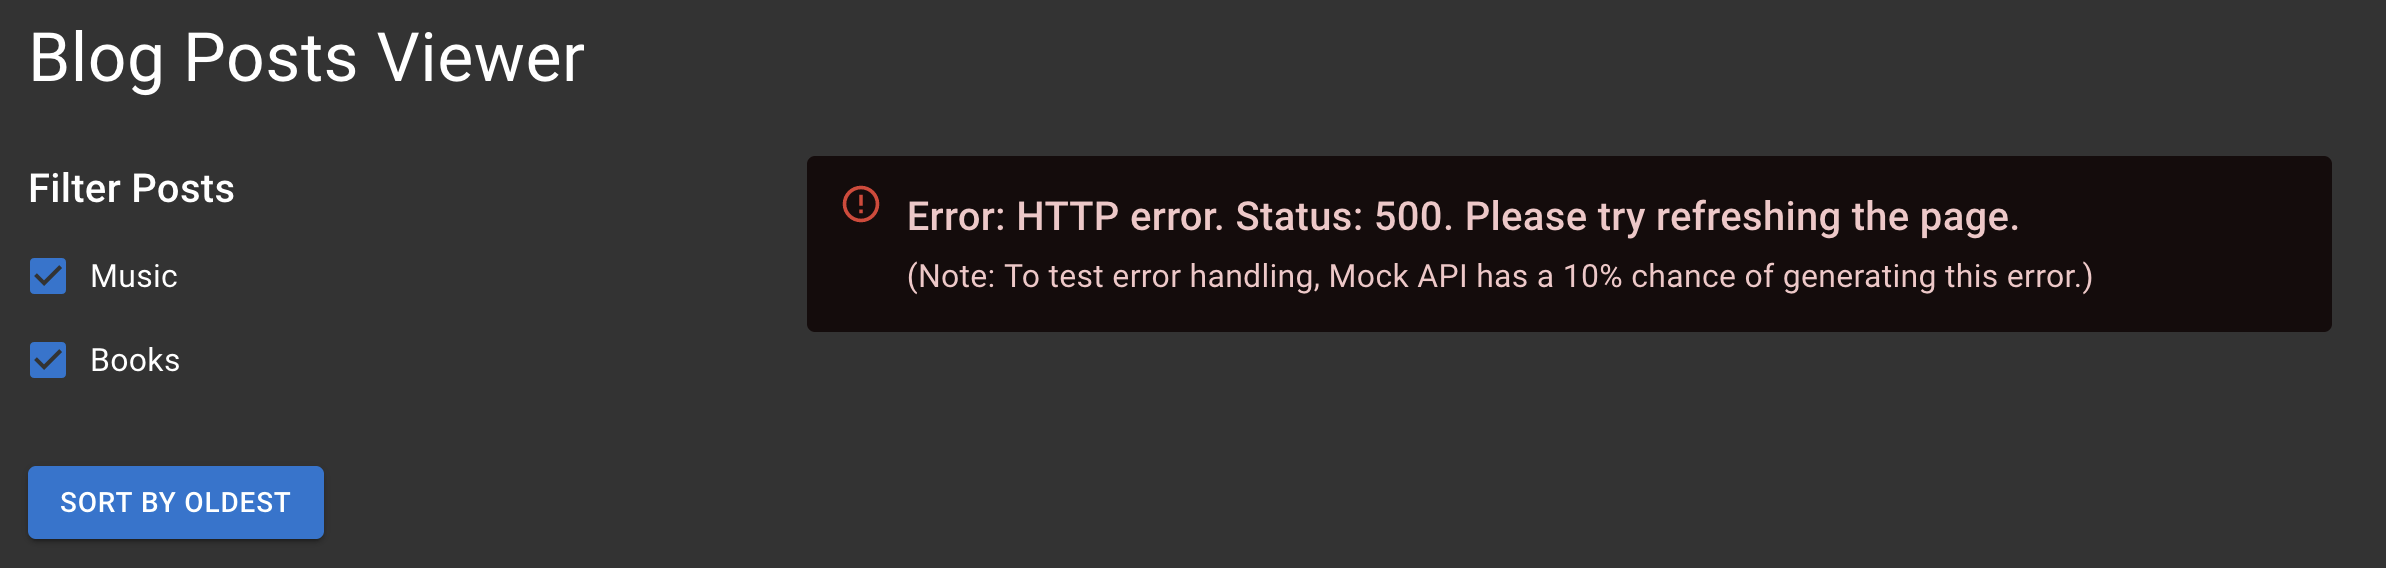 Blog Posts Viewer
Filter Posts
Music
Books
SORT BY OLDEST
Error: HTTP error. Status: 500. Please try refreshing the page.
(Note: To test error handling, Mock API has a 10% chance of generating this error.)